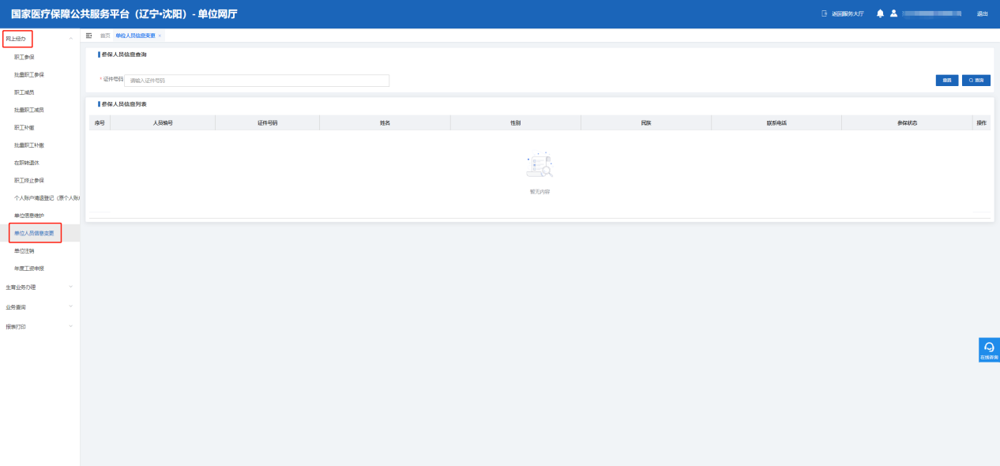 国家医疗保障公共服务平台（辽宁•沈阳）- 单位网厅
返回服务大厅
退出
网上经办
职工参保
批量职工参保
职工减员
批量职工减员
职工补缴
批量职工补缴
在职转退休
职工终止参保
个人账户清退登记（原个人账户
单位信息维护
单位人员信息变更
单位注销
年度工资申报
生育业务办理
业务查询
报表打印
首页 单位人员信息变更 ×
参保人员信息查询
* 证件号码 请输入证件号码
重置 查询
参保人员信息列表
序号 人员编号 证件号码 姓名 性别 民族 联系电话 参保状态 操作
暂无内容
在线咨询